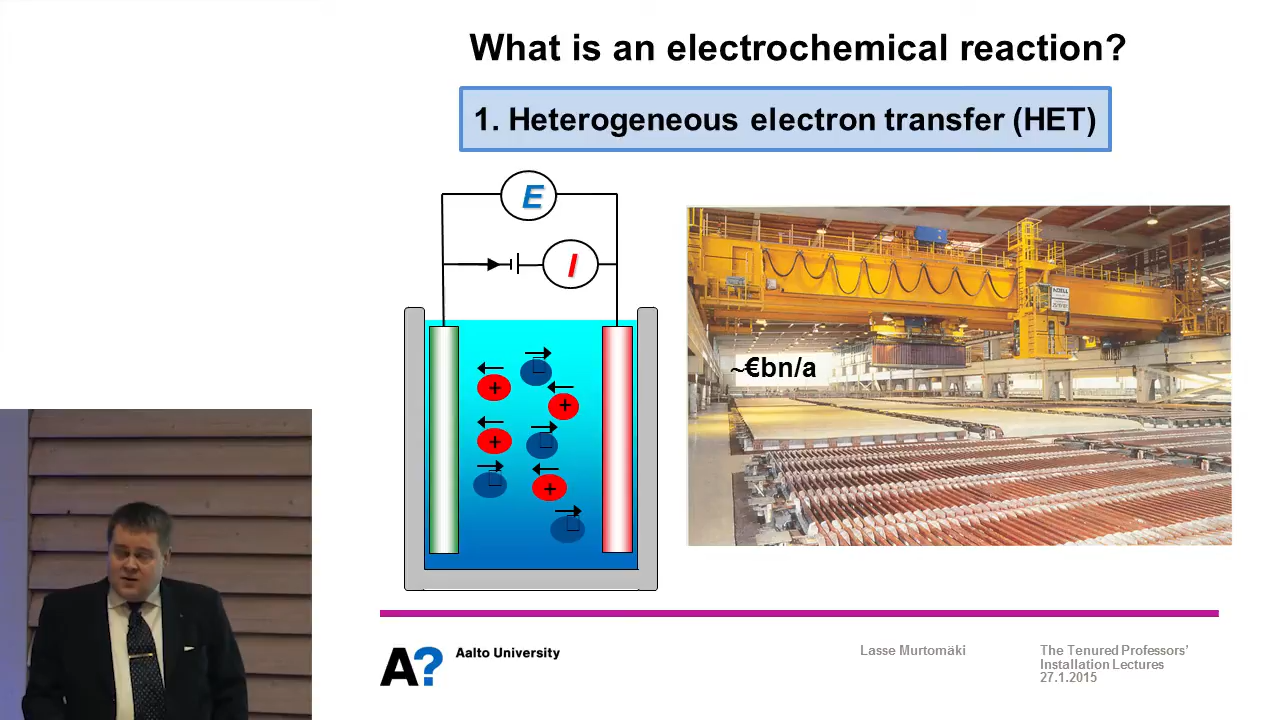 What is an electrochemical reaction?
1. Heterogeneous electron transfer (HET)
E
I
+
+
+
+
~€bn/a
A?
Aalto University
Lasse Murtomäki
The Tenured Professors'
Installation Lectures
27.1.2015